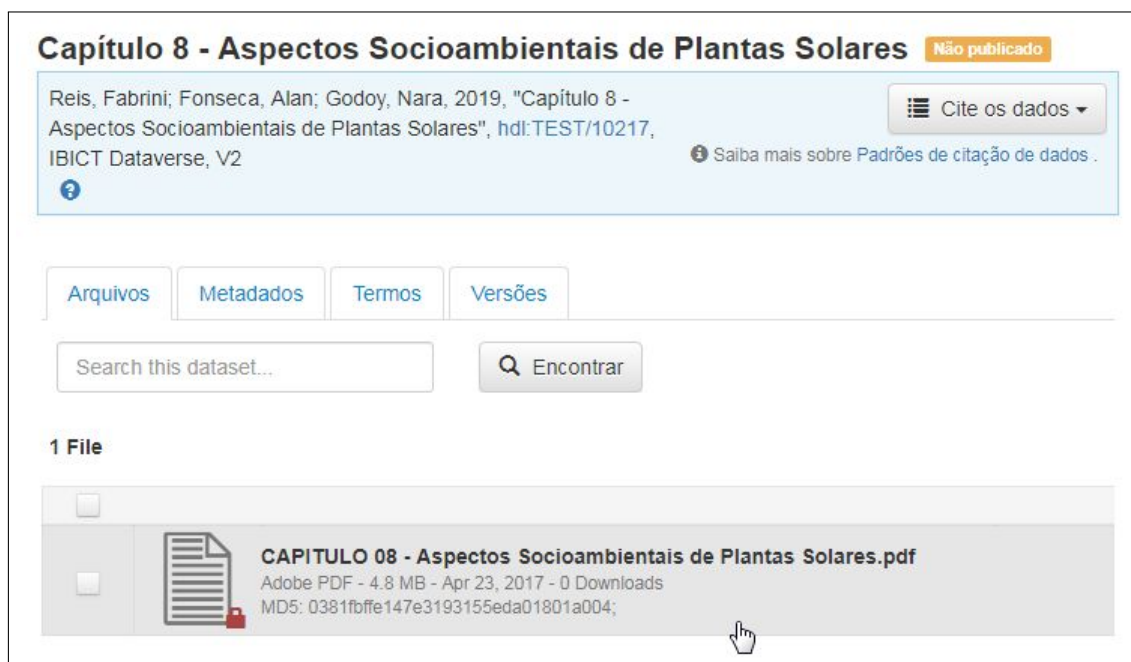 Capítulo 8 - Aspectos Socioambientais de Plantas Solares Não publicado
Reis, Fabrini; Fonseca, Alan; Godoy, Nara, 2019, "Capítulo 8 -
Aspectos Socioambientais de Plantas Solares", hdl:TEST/10217,
IBICT Dataverse, V2
Cite os dados
Saiba mais sobre Padrões de citação de dados .
Arquivos Metadados Termos Versões
Search this dataset... Encontrar
1 File
CAPITULO 08 - Aspectos Socioambientais de Plantas Solares.pdf
Adobe PDF - 4.8 MB - Apr 23, 2017 - 0 Downloads
MD5: 0381fbffe147e3193155eda01801a004;